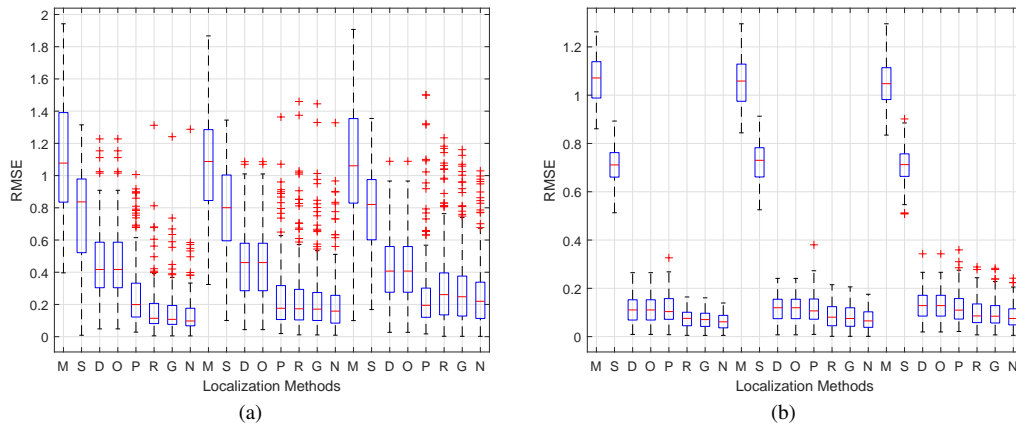 2
1.8
1.6
1.4
1.2
1
0.8
0.6
0.4
0.2
0
RMSE
M S D O P R G N M S D O P R G N M S D O P R G N
Localization Methods
(a)
1.2
1
0.8
0.6
0.4
0.2
0
RMSE
M S D O P R G N M S D O P R G N M S D O P R G N
Localization Methods
(b)